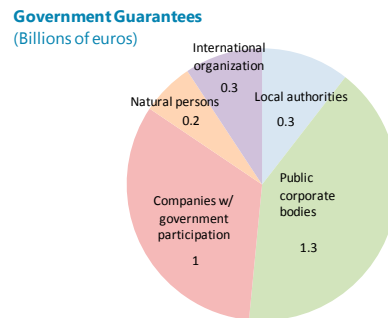 Government Guarantees
(Billions of euros)
International
organization
0.3
Local authorities
0.3
Natural persons
0.2
Public
corporate
bodies
1.3
Companies w/
government
participation
1